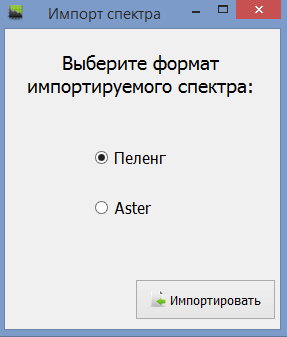 Импорт спектра
Выберите формат
импортируемого спектра:
Пеленг
Aster
Импортировать